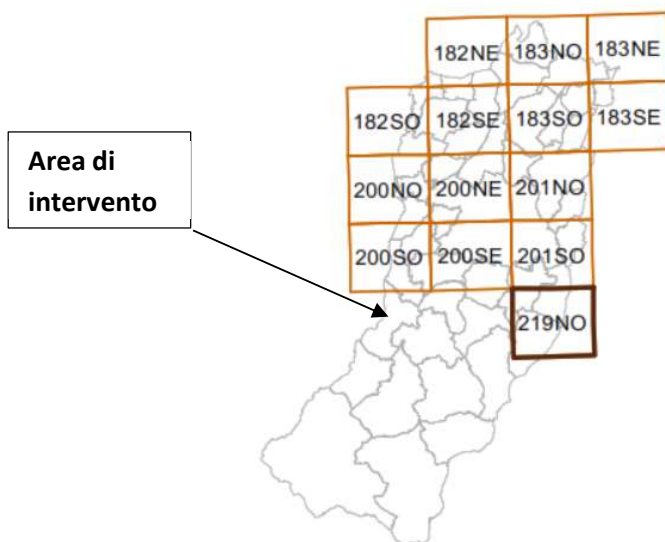 182NE 183NO 183NE
182SO 182SE 183SO 183SE
Area di
intervento
200NO 200NE 201NO
200SO 200SE 201SO
219NO